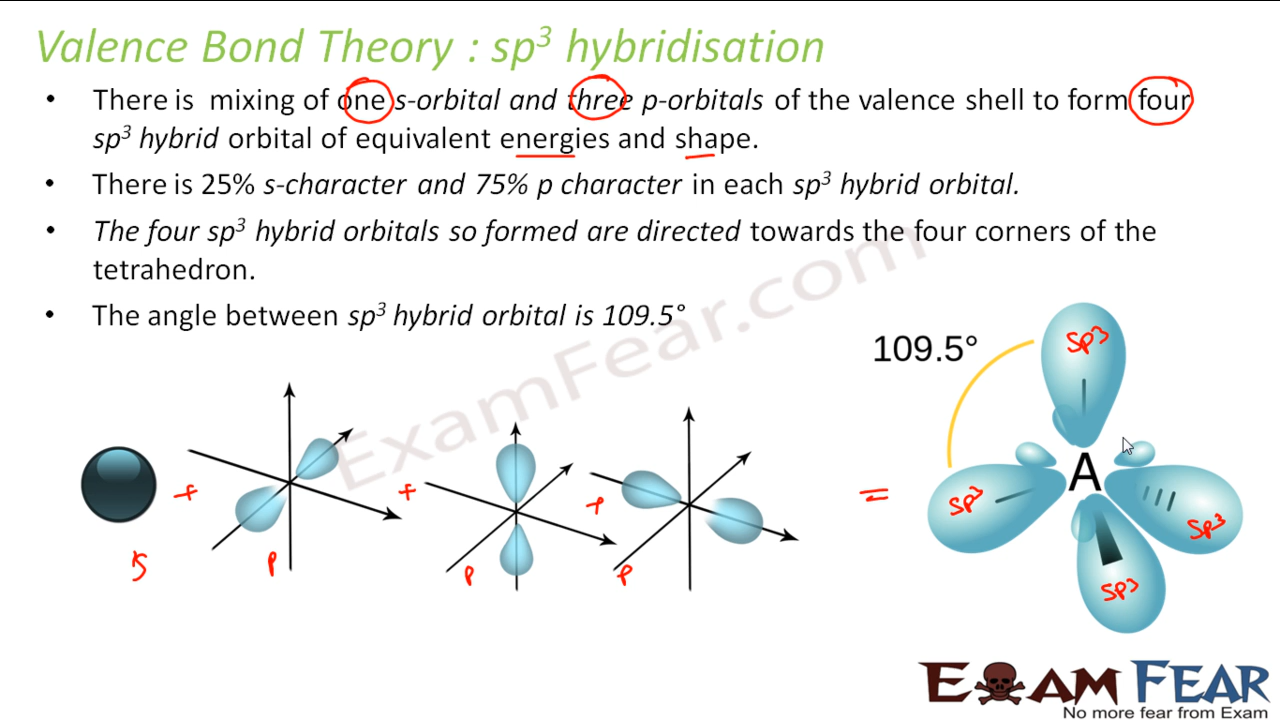 Valence Bond Theory : sp³ hybridisation
• There is mixing of one s-orbital and three p-orbitals of the valence shell to form four
sp³ hybrid orbital of equivalent energies and shape.
• There is 25% s-character and 75% p character in each sp³ hybrid orbital.
• The four sp³ hybrid orbitals so formed are directed towards the four corners of the
tetrahedron.
• The angle between sp³ hybrid orbital is 109.5°
ExamFear.com
109.5°
sp³
A
sp³
sp³
sp³
+
+
+
=
s
p
p
p
EXAM FEAR
No more fear from Exam